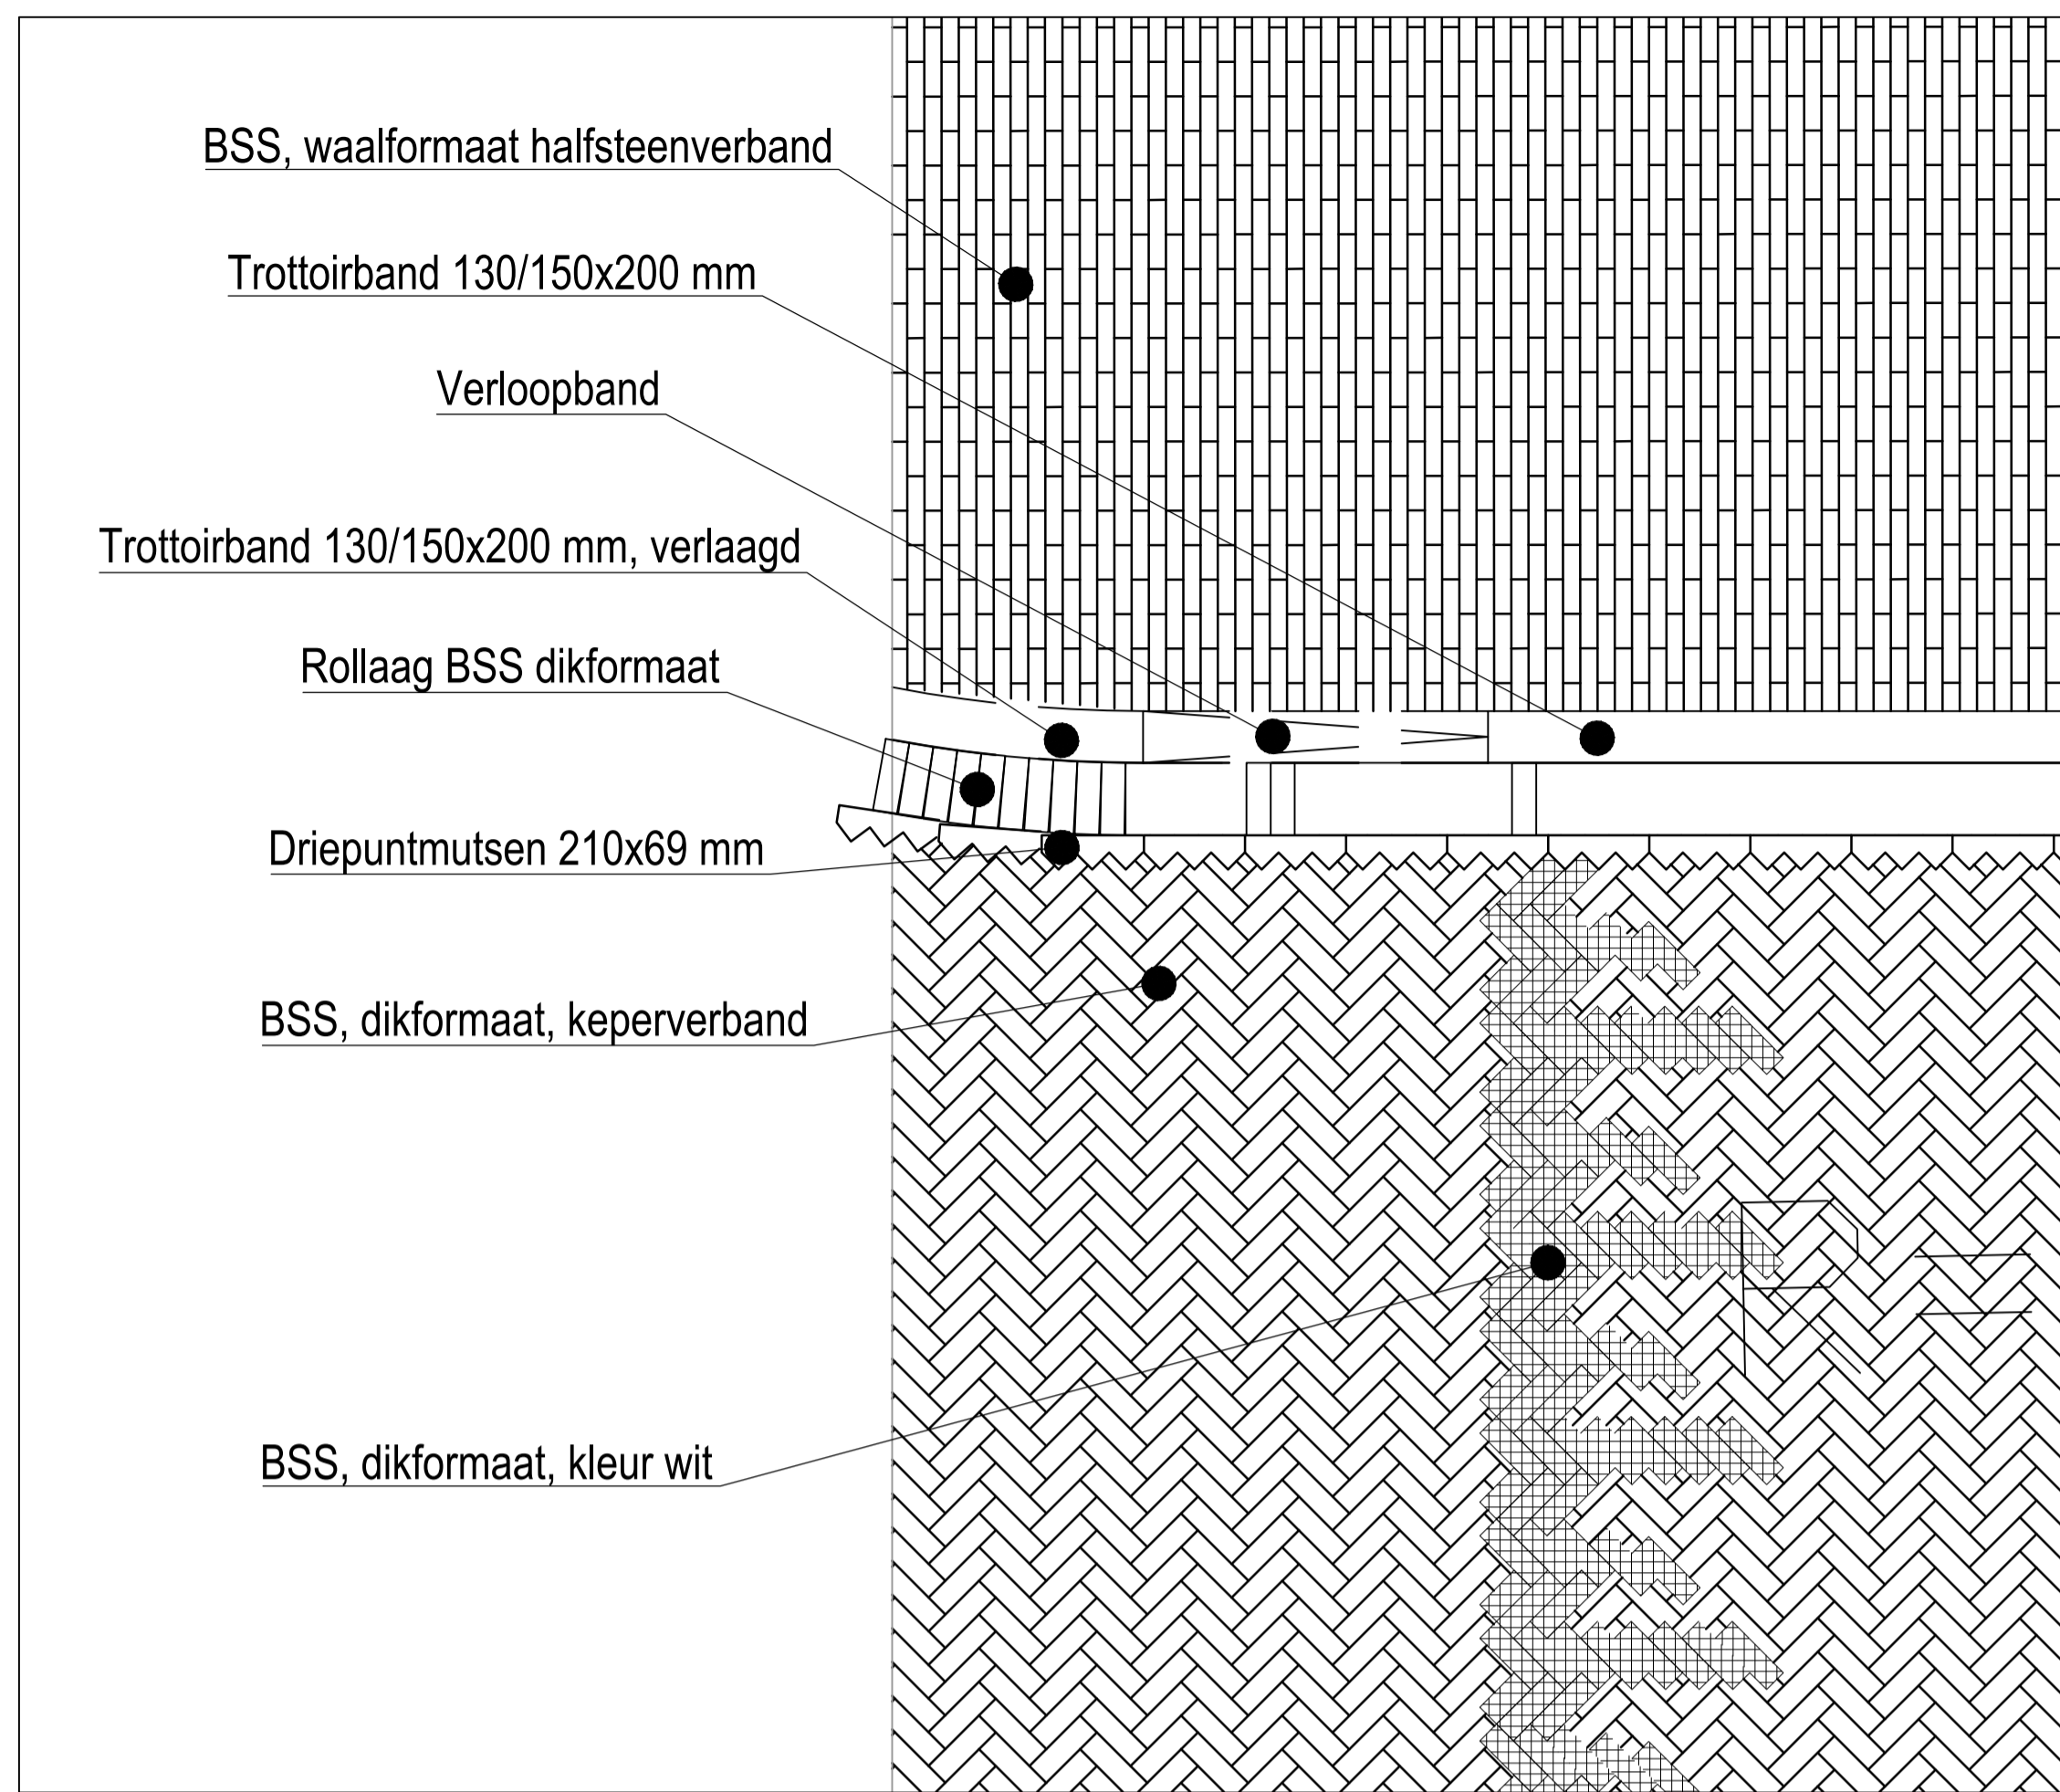 BSS, waalformaat halfsteenverband
Trottoirband 130/150x200 mm
Verloopband
Trottoirband 130/150x200 mm, verlaagd
Rollaag BSS dikformaat
Driepuntmutsen 210x69 mm
BSS, dikformaat, keperverband
BSS, dikformaat, kleur wit